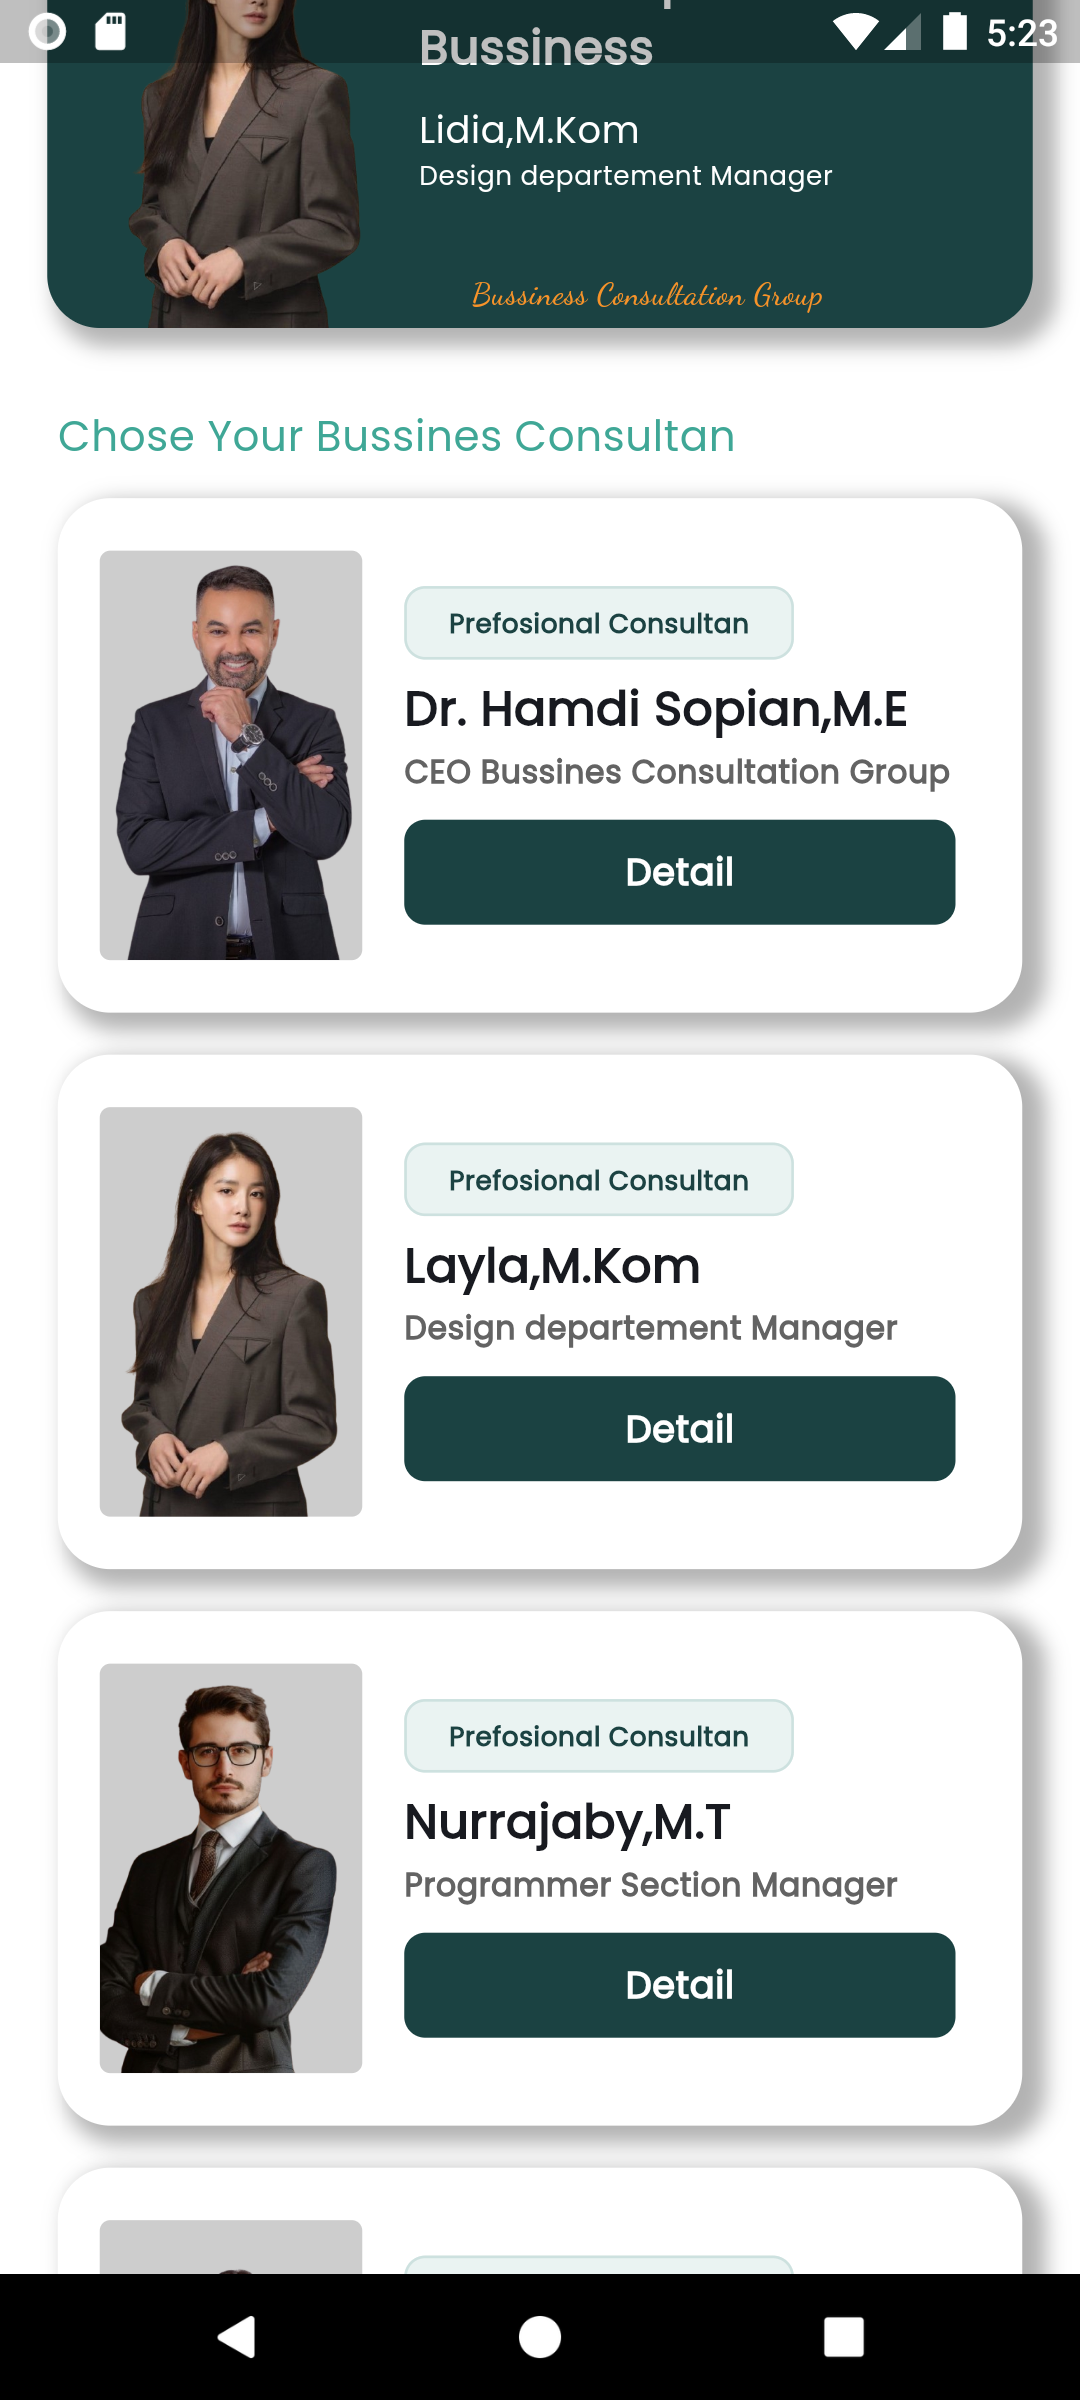 5:23
Bussiness
Lidia,M.Kom
Design departement Manager
Bussiness Consultation Group
Chose Your Bussines Consultan
Prefosional Consultan
Dr. Hamdi Sopian,M.E
CEO Bussines Consultation Group
Detail
Prefosional Consultan
Layla,M.Kom
Design departement Manager
Detail
Prefosional Consultan
Nurrajaby,M.T
Programmer Section Manager
Detail